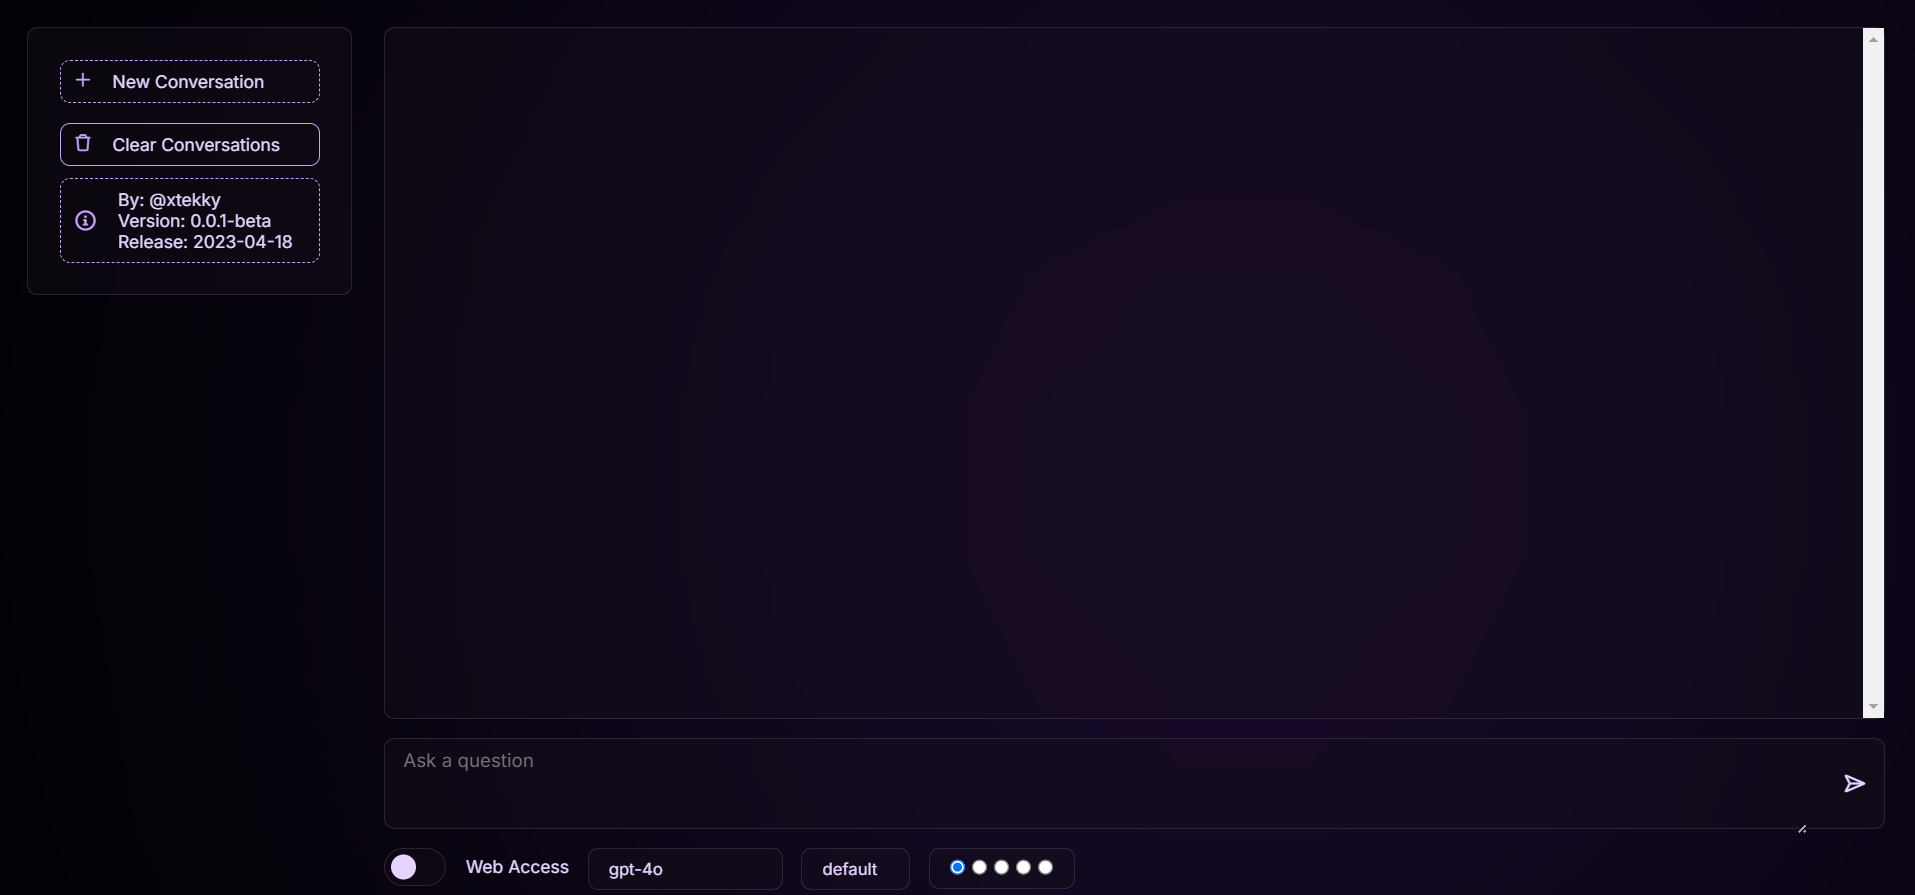 New Conversation
Clear Conversations
By: @xtekky
Version: 0.0.1-beta
Release: 2023-04-18
Ask a question
Web Access
gpt-4o
default